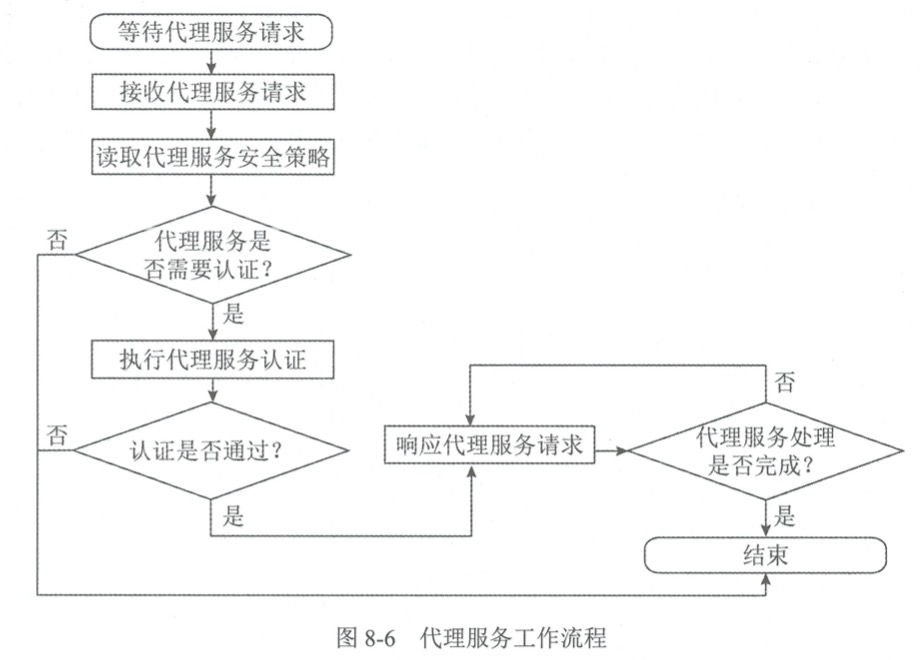 等待代理服务请求
接收代理服务请求
读取代理服务安全策略
否
代理服务是
否需要认证？
是
执行代理服务认证
否
认证是否通过？
是
响应代理服务请求
否
代理服务处理
是否完成？
是
结束
图 8-6 代理服务工作流程